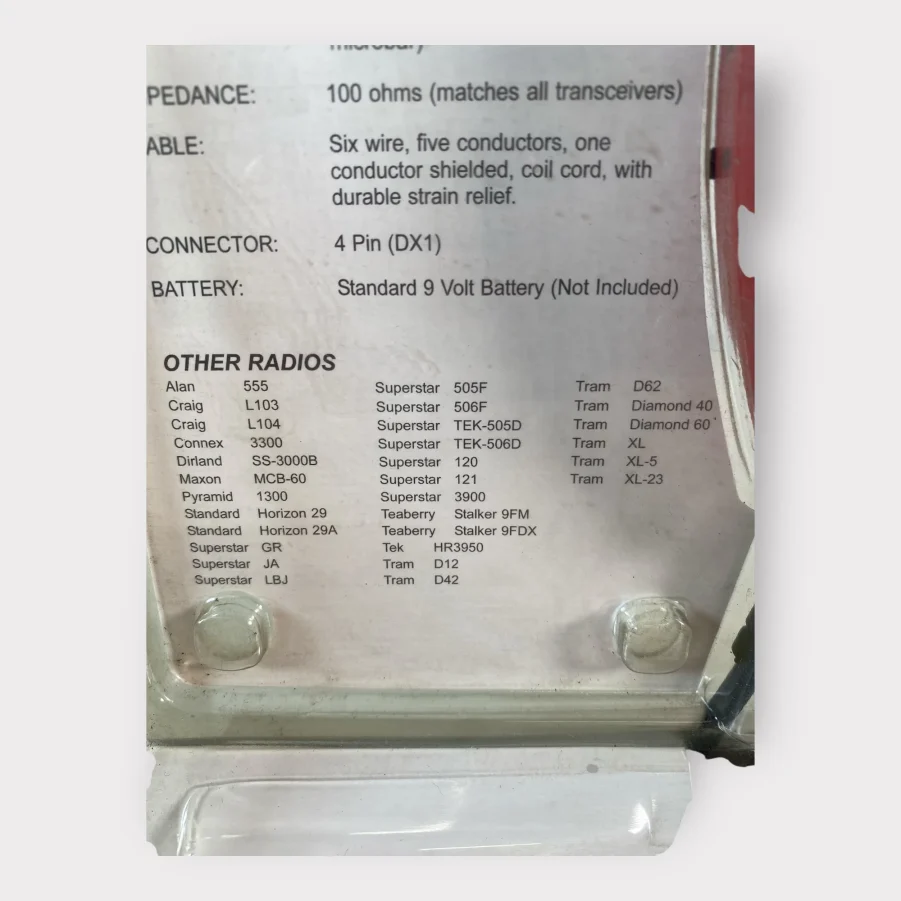 PEDANCE: 100 ohms (matches all transceivers)
ABLE: Six wire, five conductors, one
conductor shielded, coil cord, with
durable strain relief.
CONNECTOR: 4 Pin (DX1)
BATTERY: Standard 9 Volt Battery (Not Included)
OTHER RADIOS
Alan 555
Craig L103
Craig L104
Connex 3300
Dirland SS-3000B
Maxon MCB-60
Pyramid 1300
Standard Horizon 29
Standard Horizon 29A
Superstar GR
Superstar JA
Superstar LBJ
Superstar 505F
Superstar 506F
Superstar TEK-505D
Superstar TEK-506D
Superstar 120
Superstar 121
Superstar 3900
Teaberry Stalker 9FM
Teaberry Stalker 9FDX
Tek HR3950
Tram D12
Tram D42
Tram D62
Tram Diamond 40
Tram Diamond 60
Tram XL
Tram XL-5
Tram XL-23